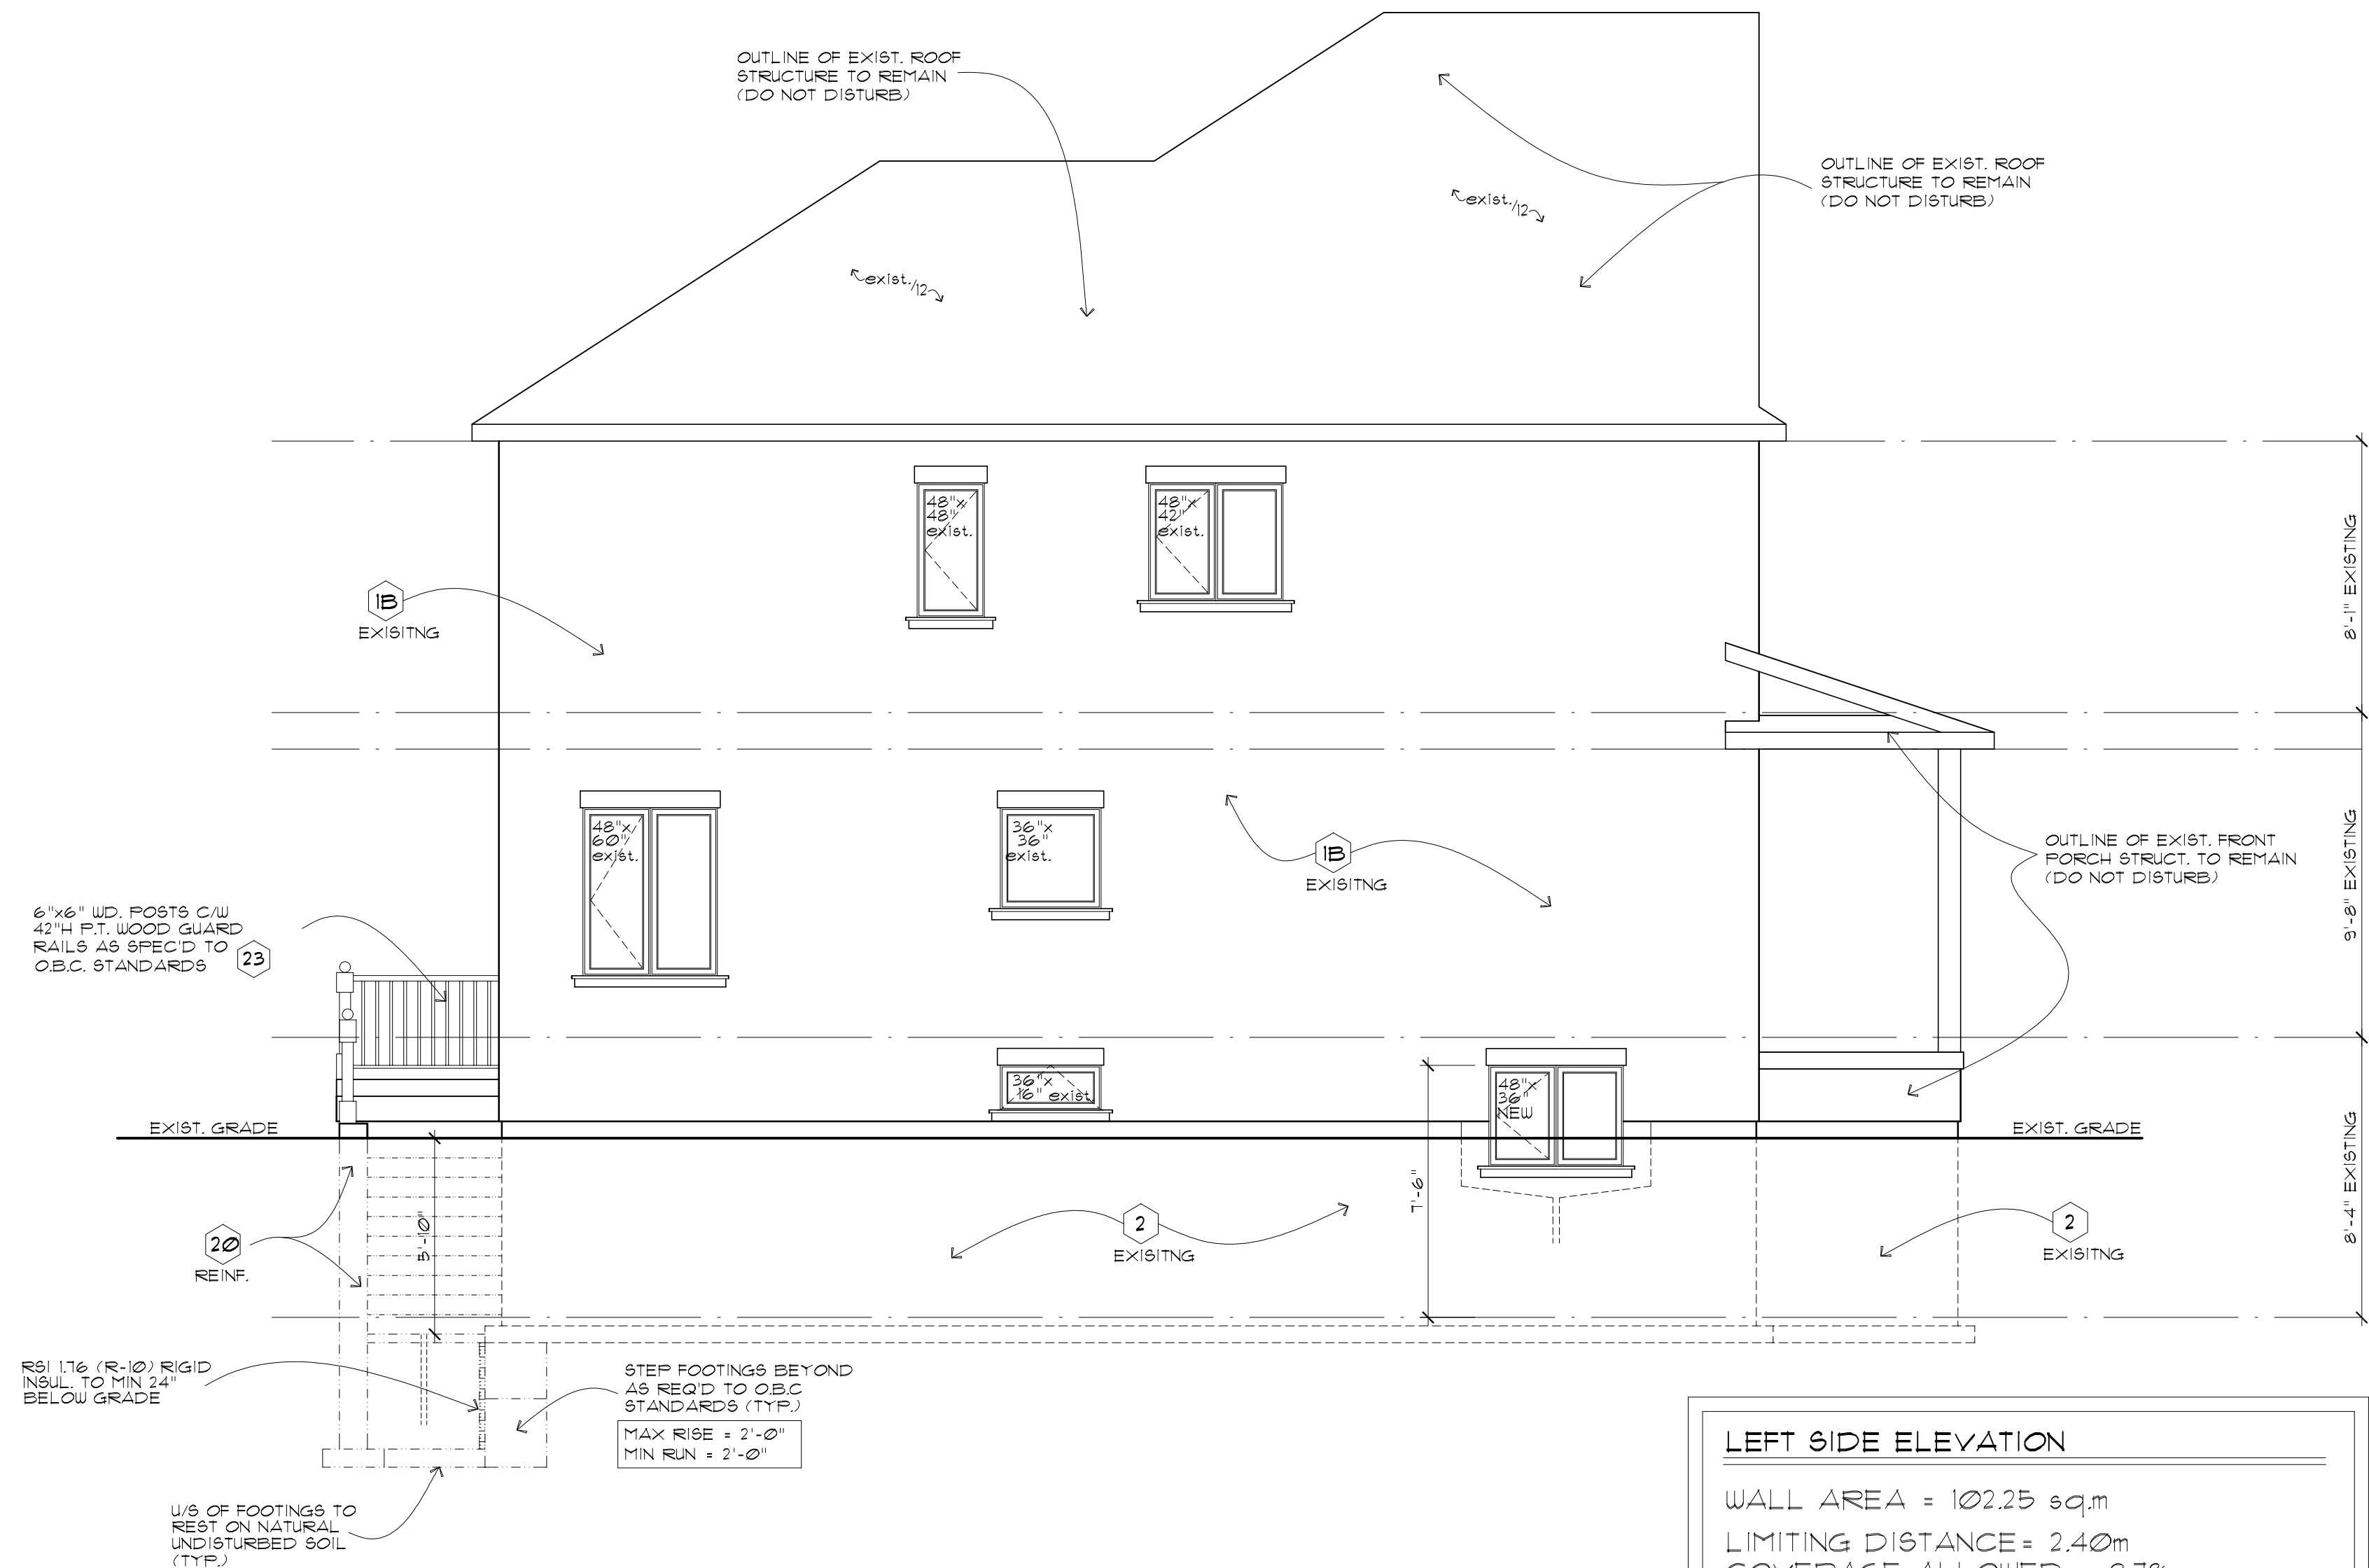 OUTLINE OF EXIST. ROOF
STRUCTURE TO REMAIN
(DO NOT DISTURB)
OUTLINE OF EXIST. ROOF
STRUCTURE TO REMAIN
(DO NOT DISTURB)
exist./12
exist./12
48"x
48"
exist.
48"x
42"
exist.
8'-1" EXISTING
1B
EXISITNG
48"x
60"
exist.
36"x
36"
exist.
1B
EXISITNG
OUTLINE OF EXIST. FRONT
PORCH STRUCT. TO REMAIN
(DO NOT DISTURB)
9'-8" EXISTING
6"x6" WD. POSTS C/W
42"H P.T. WOOD GUARD
RAILS AS SPEC'D TO
O.B.C. STANDARDS
23
36"x
16" exist.
48"x
36"
NEW
EXIST. GRADE
EXIST. GRADE
8'-4" EXISTING
7'-6"
5'-10"
20
REINF.
2
EXISITNG
2
EXISITNG
RSI 1.76 (R-10) RIGID
INSUL. TO MIN 24"
BELOW GRADE
STEP FOOTINGS BEYOND
AS REQ'D TO O.B.C
STANDARDS (TYP.)
MAX RISE = 2'-0"
MIN RUN = 2'-0"
U/S OF FOOTINGS TO
REST ON NATURAL
UNDISTURBED SOIL
(TYP.)
LEFT SIDE ELEVATION
WALL AREA = 102.25 sq.m
LIMITING DISTANCE= 2.40m